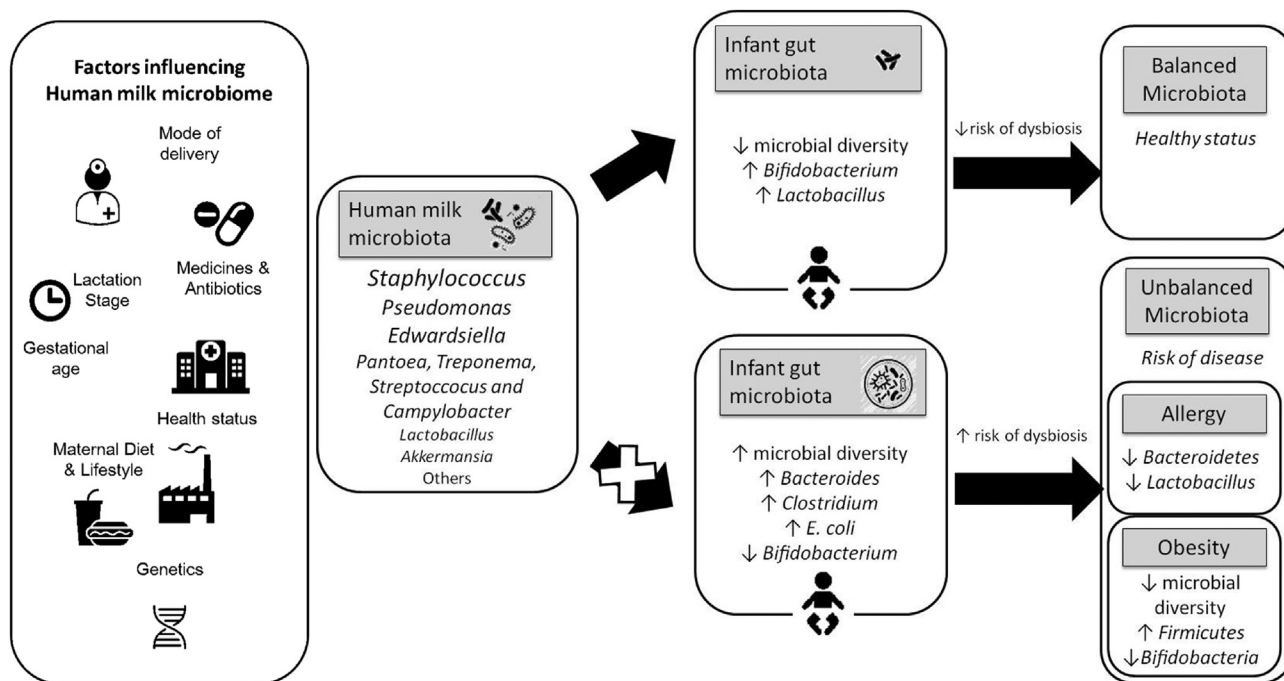 Factors influencing
Human milk microbiome
Mode of
delivery
Medicines &
Antibiotics
Lactation
Stage
Gestational
age
Health status
Maternal Diet
& Lifestyle
Genetics
Human milk
microbiota
Staphylococcus
Pseudomonas
Edwardsiella
Pantoea, Treponema,
Streptoccocus and
Campylobacter
Lactobacillus
Akkermansia
Others
Infant gut
microbiota
↓ microbial diversity
↑ Bifidobacterium
↑ Lactobacillus
↓ risk of dysbiosis
Balanced
Microbiota
Healthy status
Infant gut
microbiota
↑ microbial diversity
↑ Bacteroides
↑ Clostridium
↑ E. coli
↓ Bifidobacterium
↑ risk of dysbiosis
Unbalanced
Microbiota
Risk of disease
Allergy
↓ Bacteroidetes
↓ Lactobacillus
Obesity
↓ microbial
diversity
↑ Firmicutes
↓Bifidobacteria